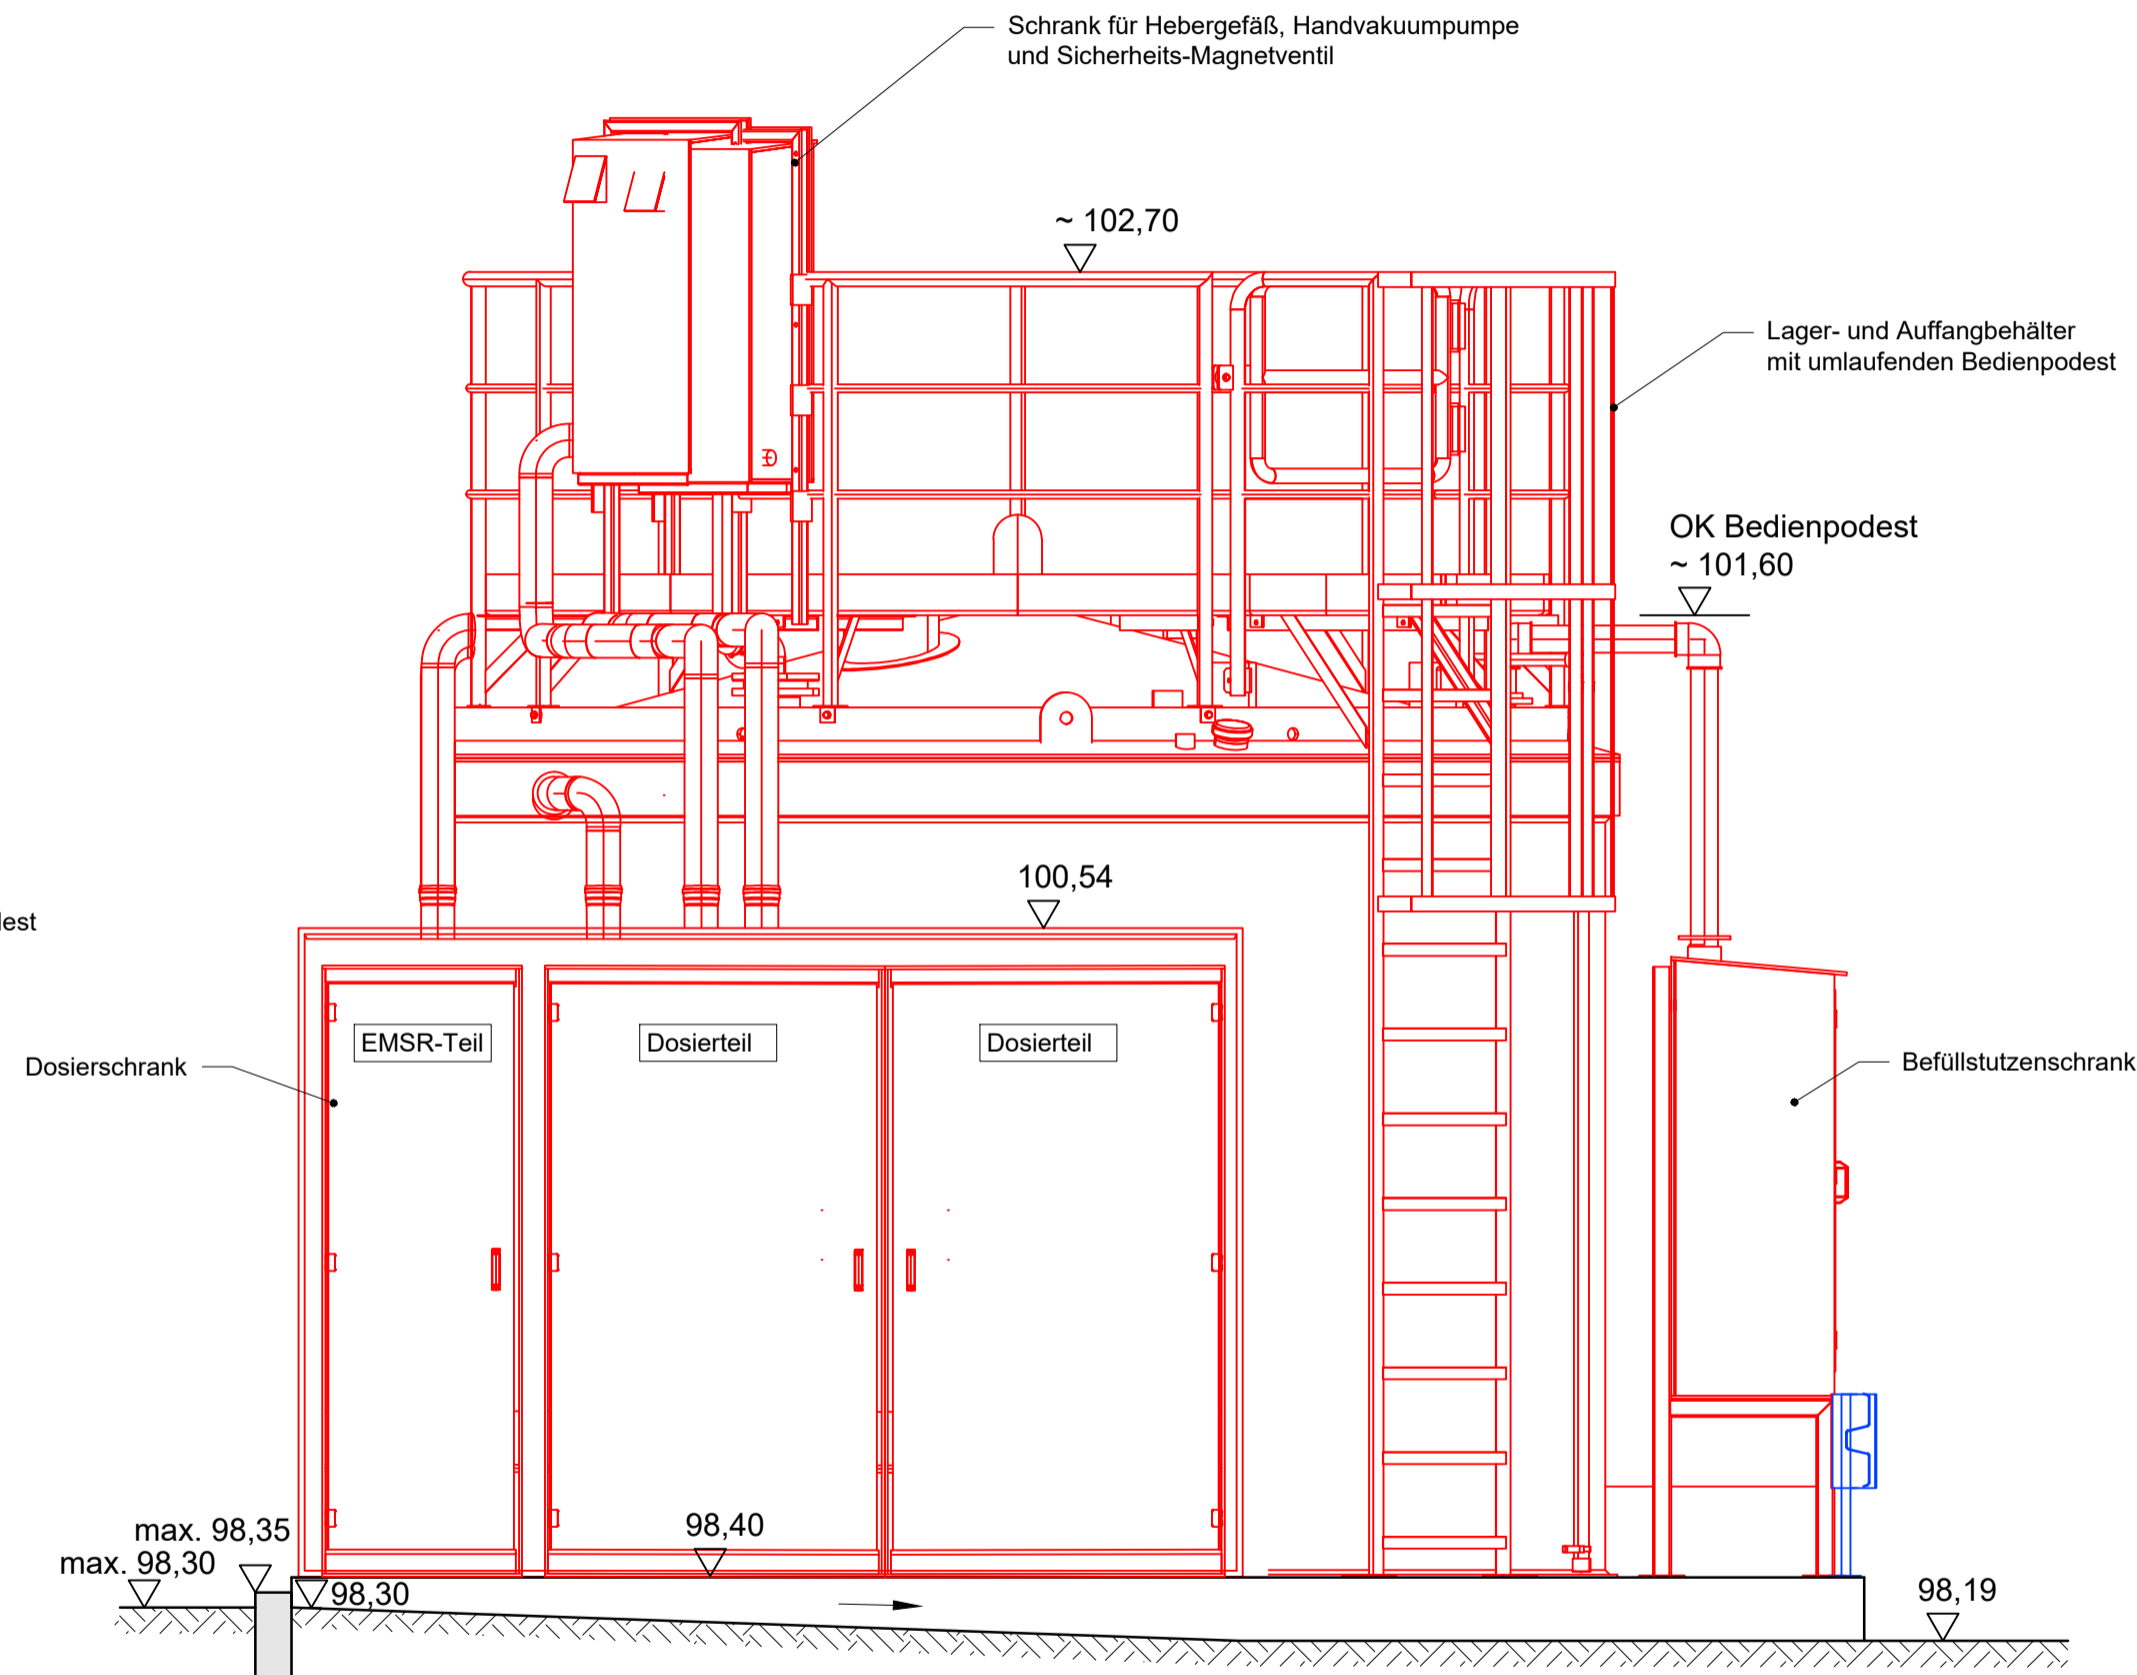 Schrank für Hebergefäß, Handvakuumpumpe
und Sicherheits-Magnetventil
~ 102,70
Lager- und Auffangbehälter
mit umlaufenden Bedienpodest
OK Bedienpodest
~ 101,60
100,54
EMSR-Teil
Dosierteil
Dosierteil
Dosierschrank
Befüllstutzenschrank
max. 98,35
max. 98,30
98,30
98,40
98,19